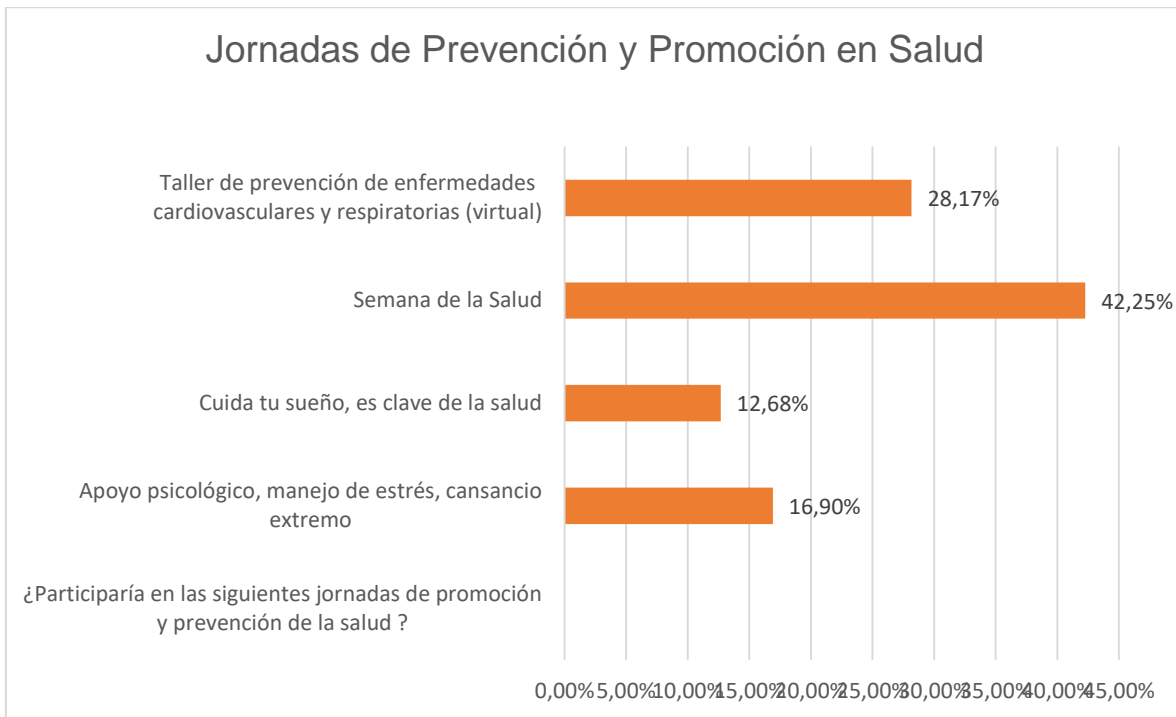 Jornadas de Prevención y Promoción en Salud
Taller de prevención de enfermedades
cardiovasculares y respiratorias (virtual)
28,17%
Semana de la Salud
42,25%
Cuida tu sueño, es clave de la salud
12,68%
Apoyo psicológico, manejo de estrés, cansancio
extremo
16,90%
¿Participaría en las siguientes jornadas de promoción
y prevención de la salud ?
0,00% 5,00% 10,00% 15,00% 20,00% 25,00% 30,00% 35,00% 40,00% 45,00%